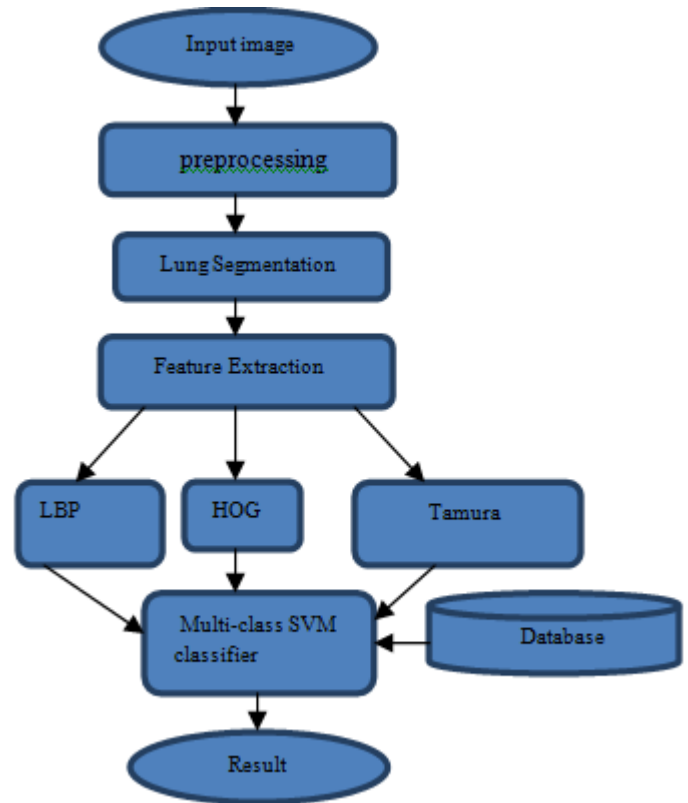 Input image
preprocessing
Lung Segmentation
Feature Extraction
LBP
HOG
Tamura
Multi-class SVM
classifier
Database
Result